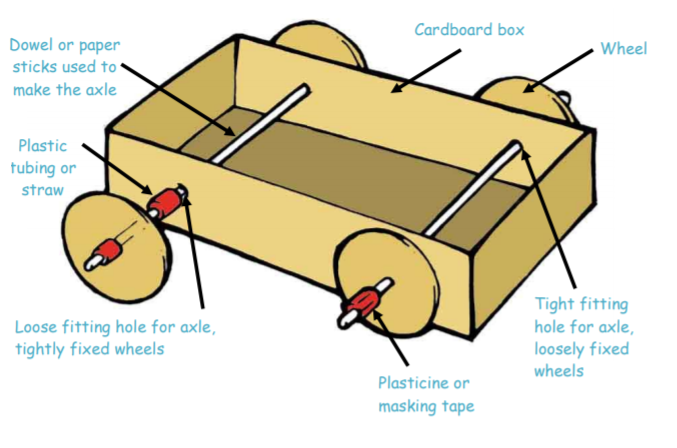 Dowel or paper
sticks used to
make the axle
Cardboard box
Wheel
Plastic
tubing or
straw
Loose fitting hole for axle,
tightly fixed wheels
Plasticine or
masking tape
Tight fitting
hole for axle,
loosely fixed
wheels